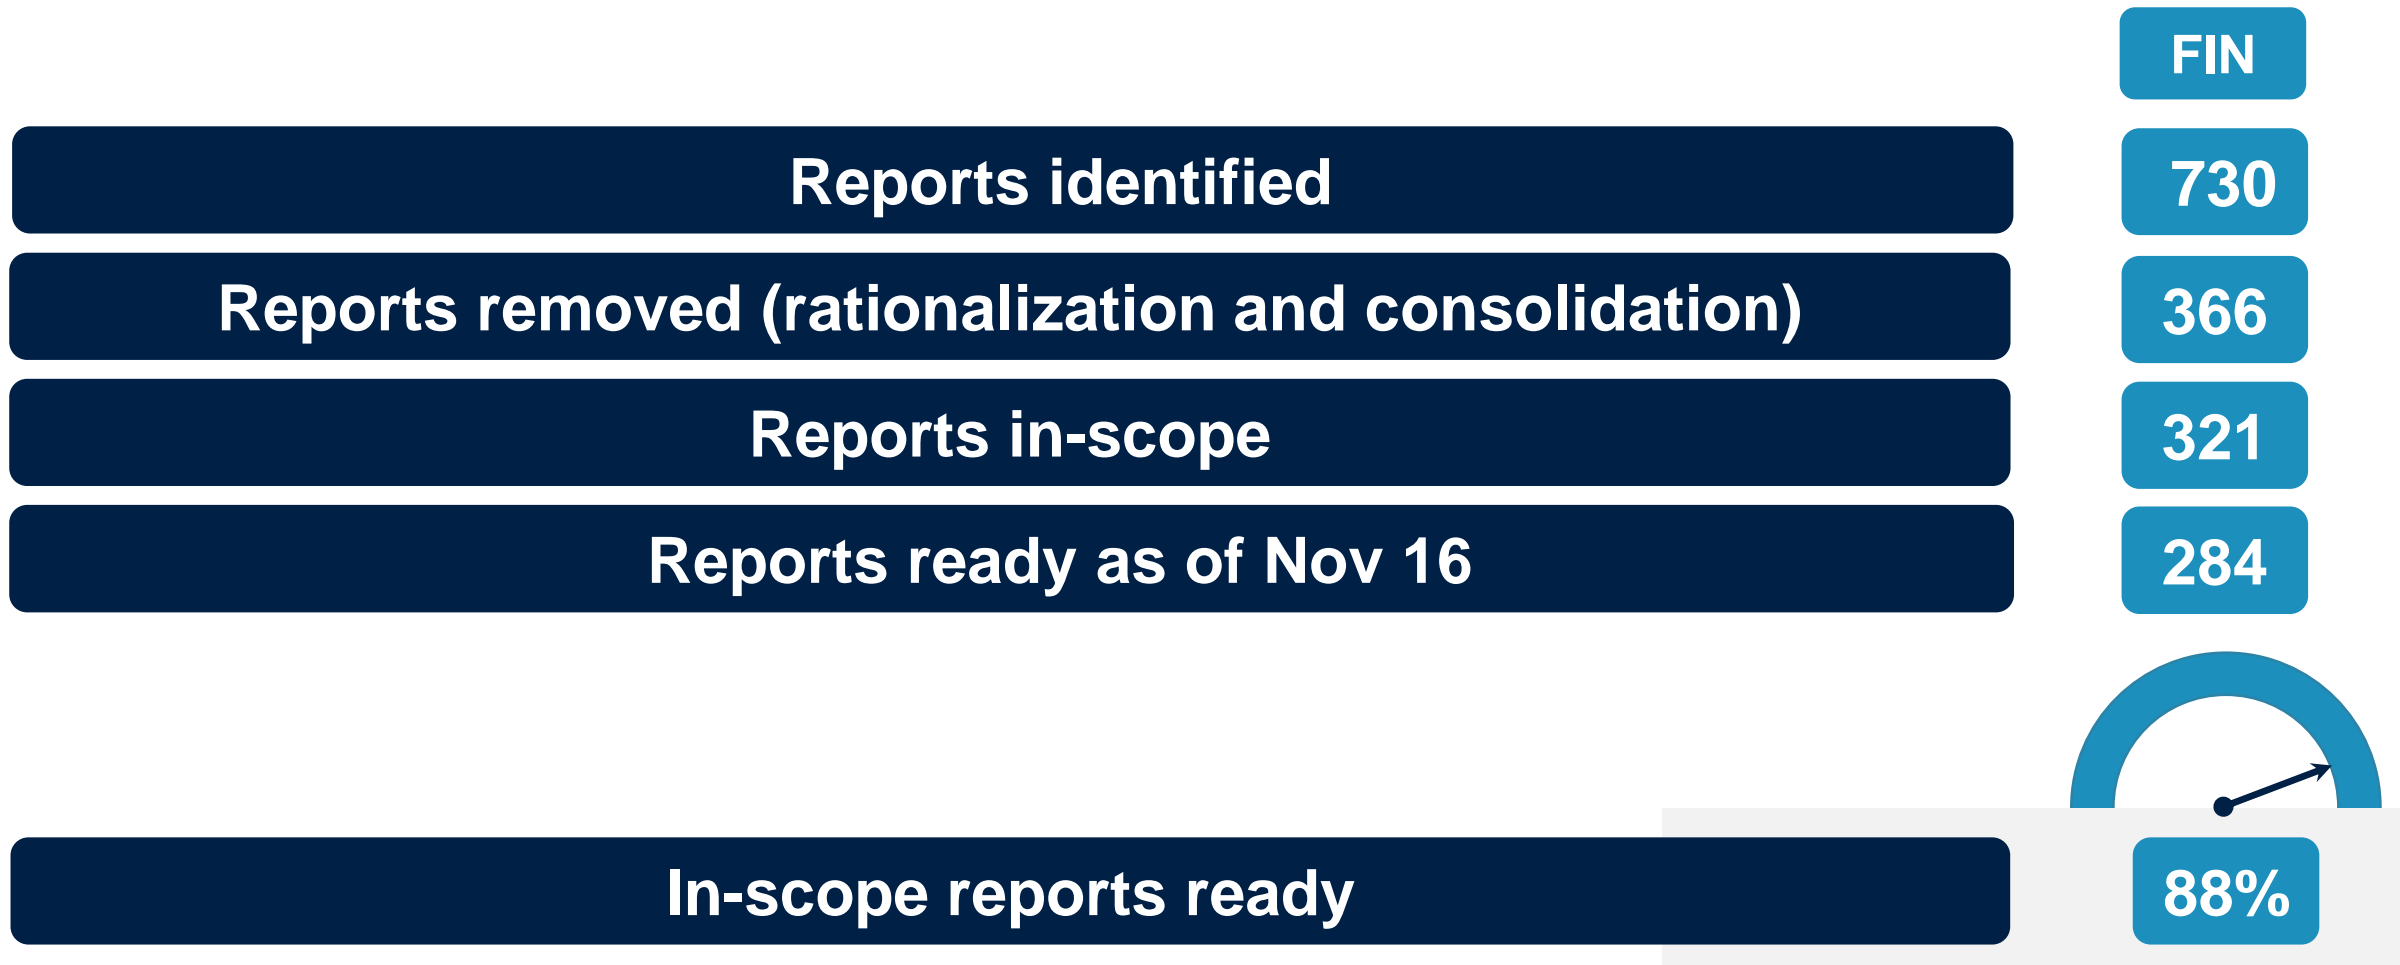 FIN
Reports identified 730
Reports removed (rationalization and consolidation) 366
Reports in-scope 321
Reports ready as of Nov 16 284
In-scope reports ready 88%